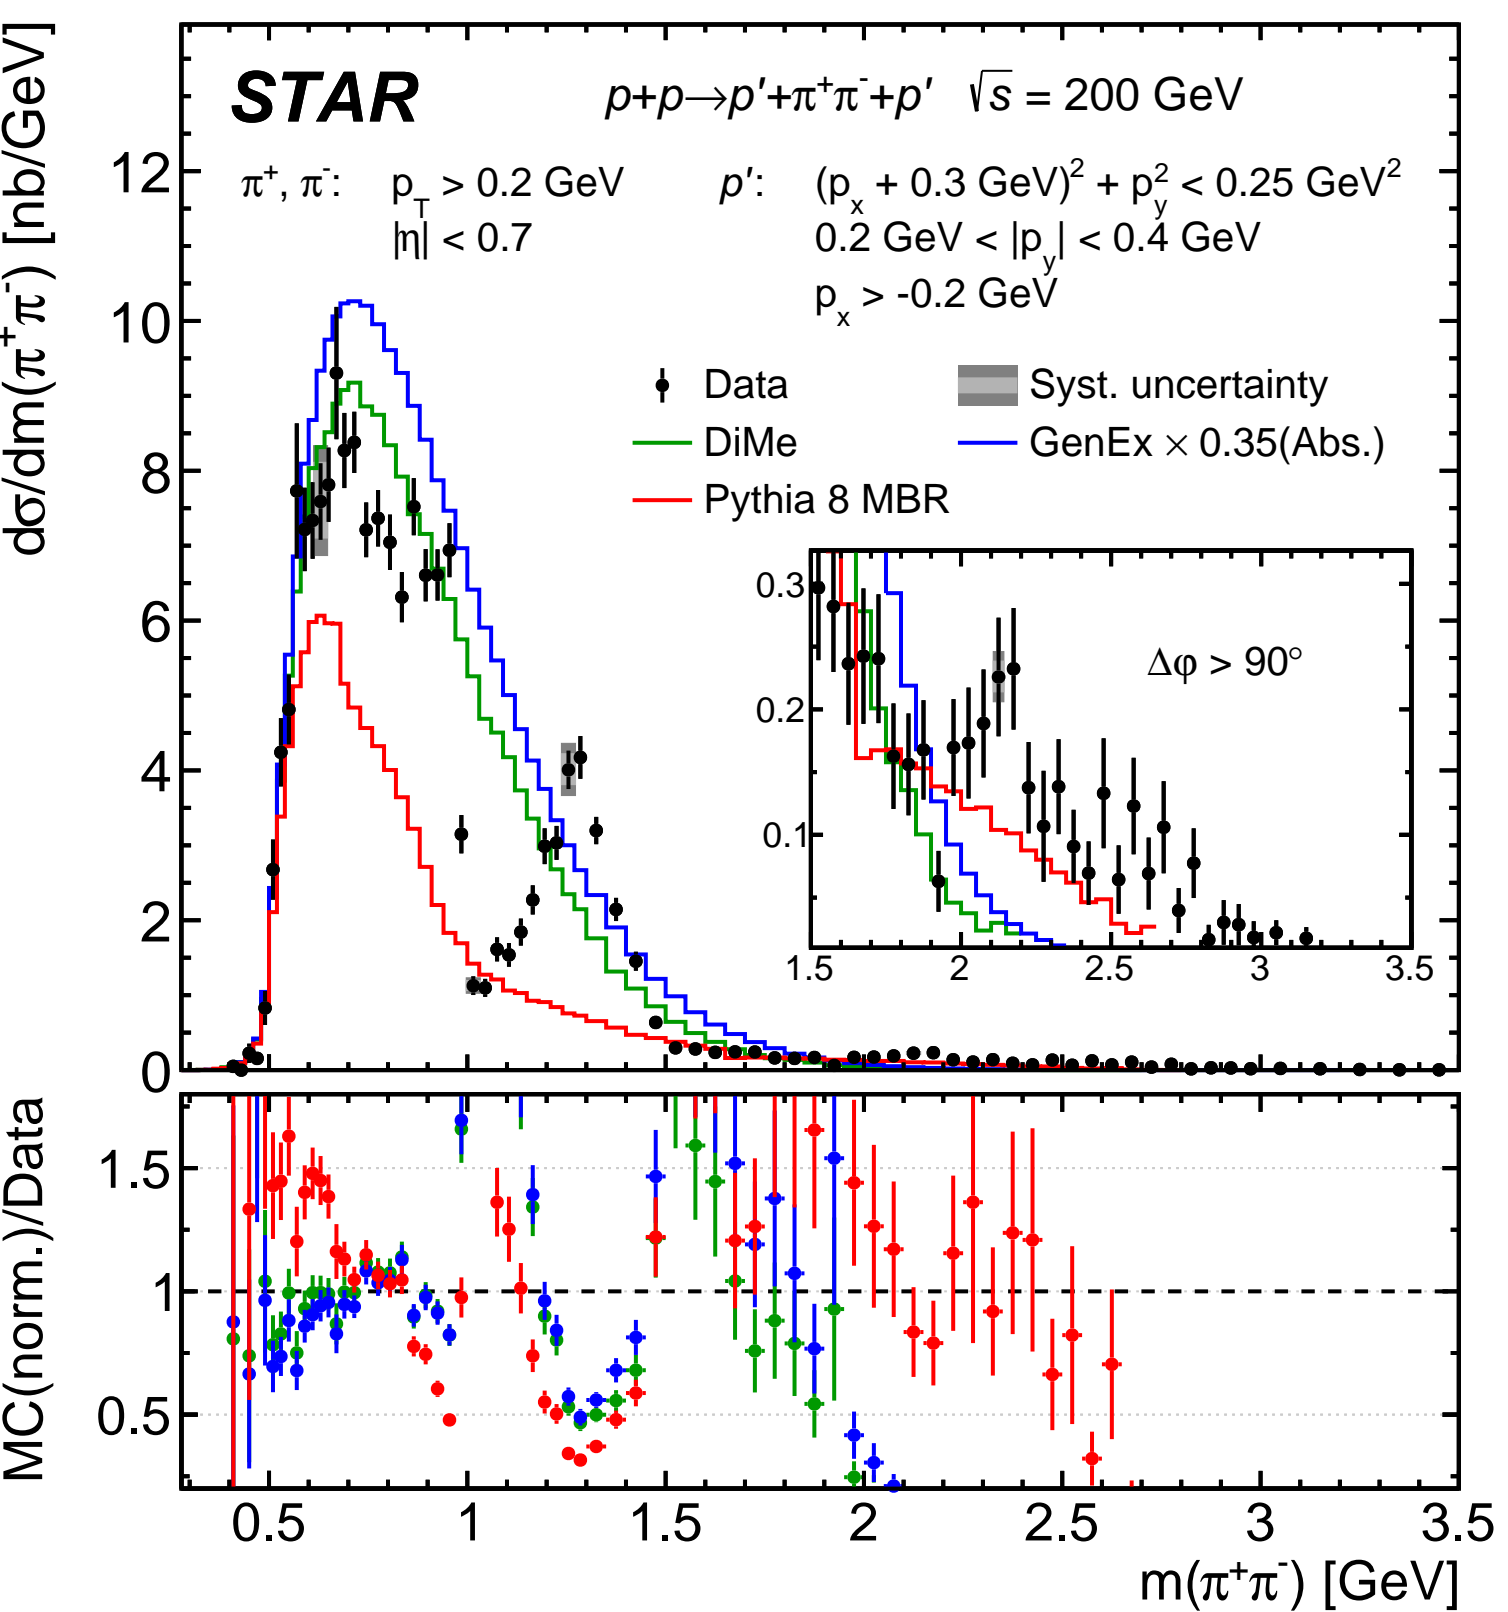 STAR
p+p→p′+π⁺π⁻+p′ √s = 200 GeV
π⁺, π⁻: p_T > 0.2 GeV
|η| < 0.7
p′: (p_x + 0.3 GeV)² + p_y² < 0.25 GeV²
0.2 GeV < |p_y| < 0.4 GeV
p_x > -0.2 GeV
Data
Syst. uncertainty
DiMe
GenEx × 0.35(Abs.)
Pythia 8 MBR
dσ/dm(π⁺π⁻) [nb/GeV]
12
10
8
6
4
2
0
Δφ > 90°
0.3
0.2
0.1
1.5 2 2.5 3 3.5
MC(norm.)/Data
1.5
1
0.5
0.5 1 1.5 2 2.5 3 3.5
m(π⁺π⁻) [GeV]